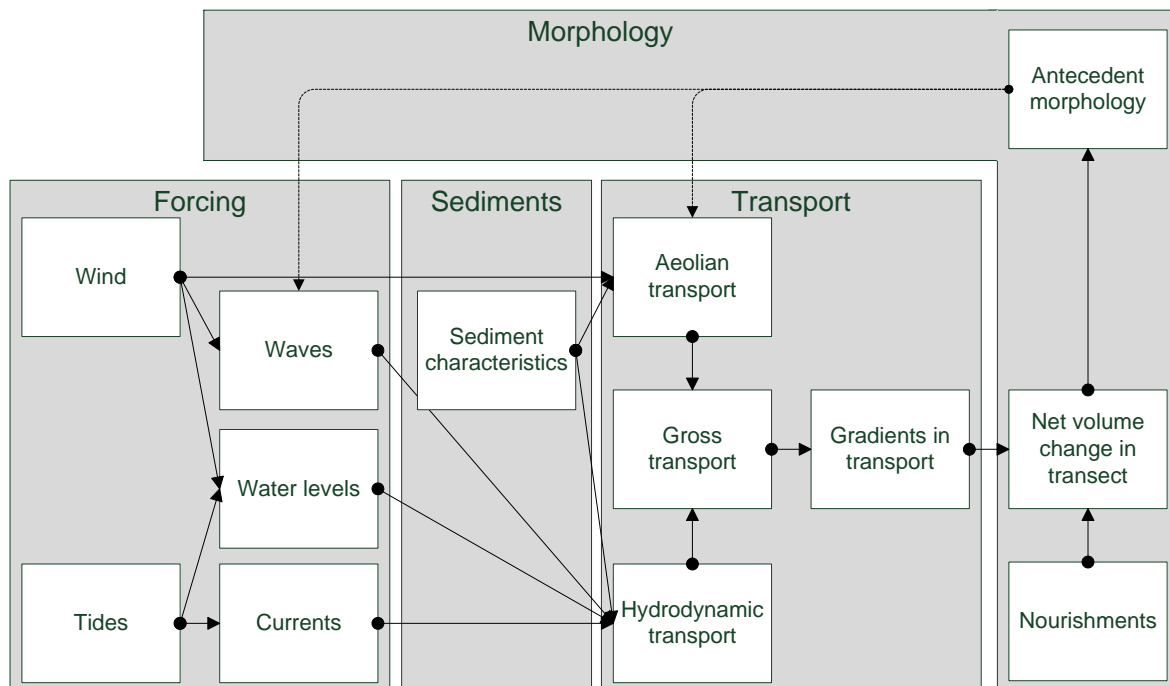 Morphology
Antecedent
morphology
Forcing
Sediments
Transport
Wind
Aeolian
transport
Waves
Sediment
characteristics
Gross
transport
Gradients in
transport
Net volume
change in
transect
Water levels
Tides
Currents
Hydrodynamic
transport
Nourishments